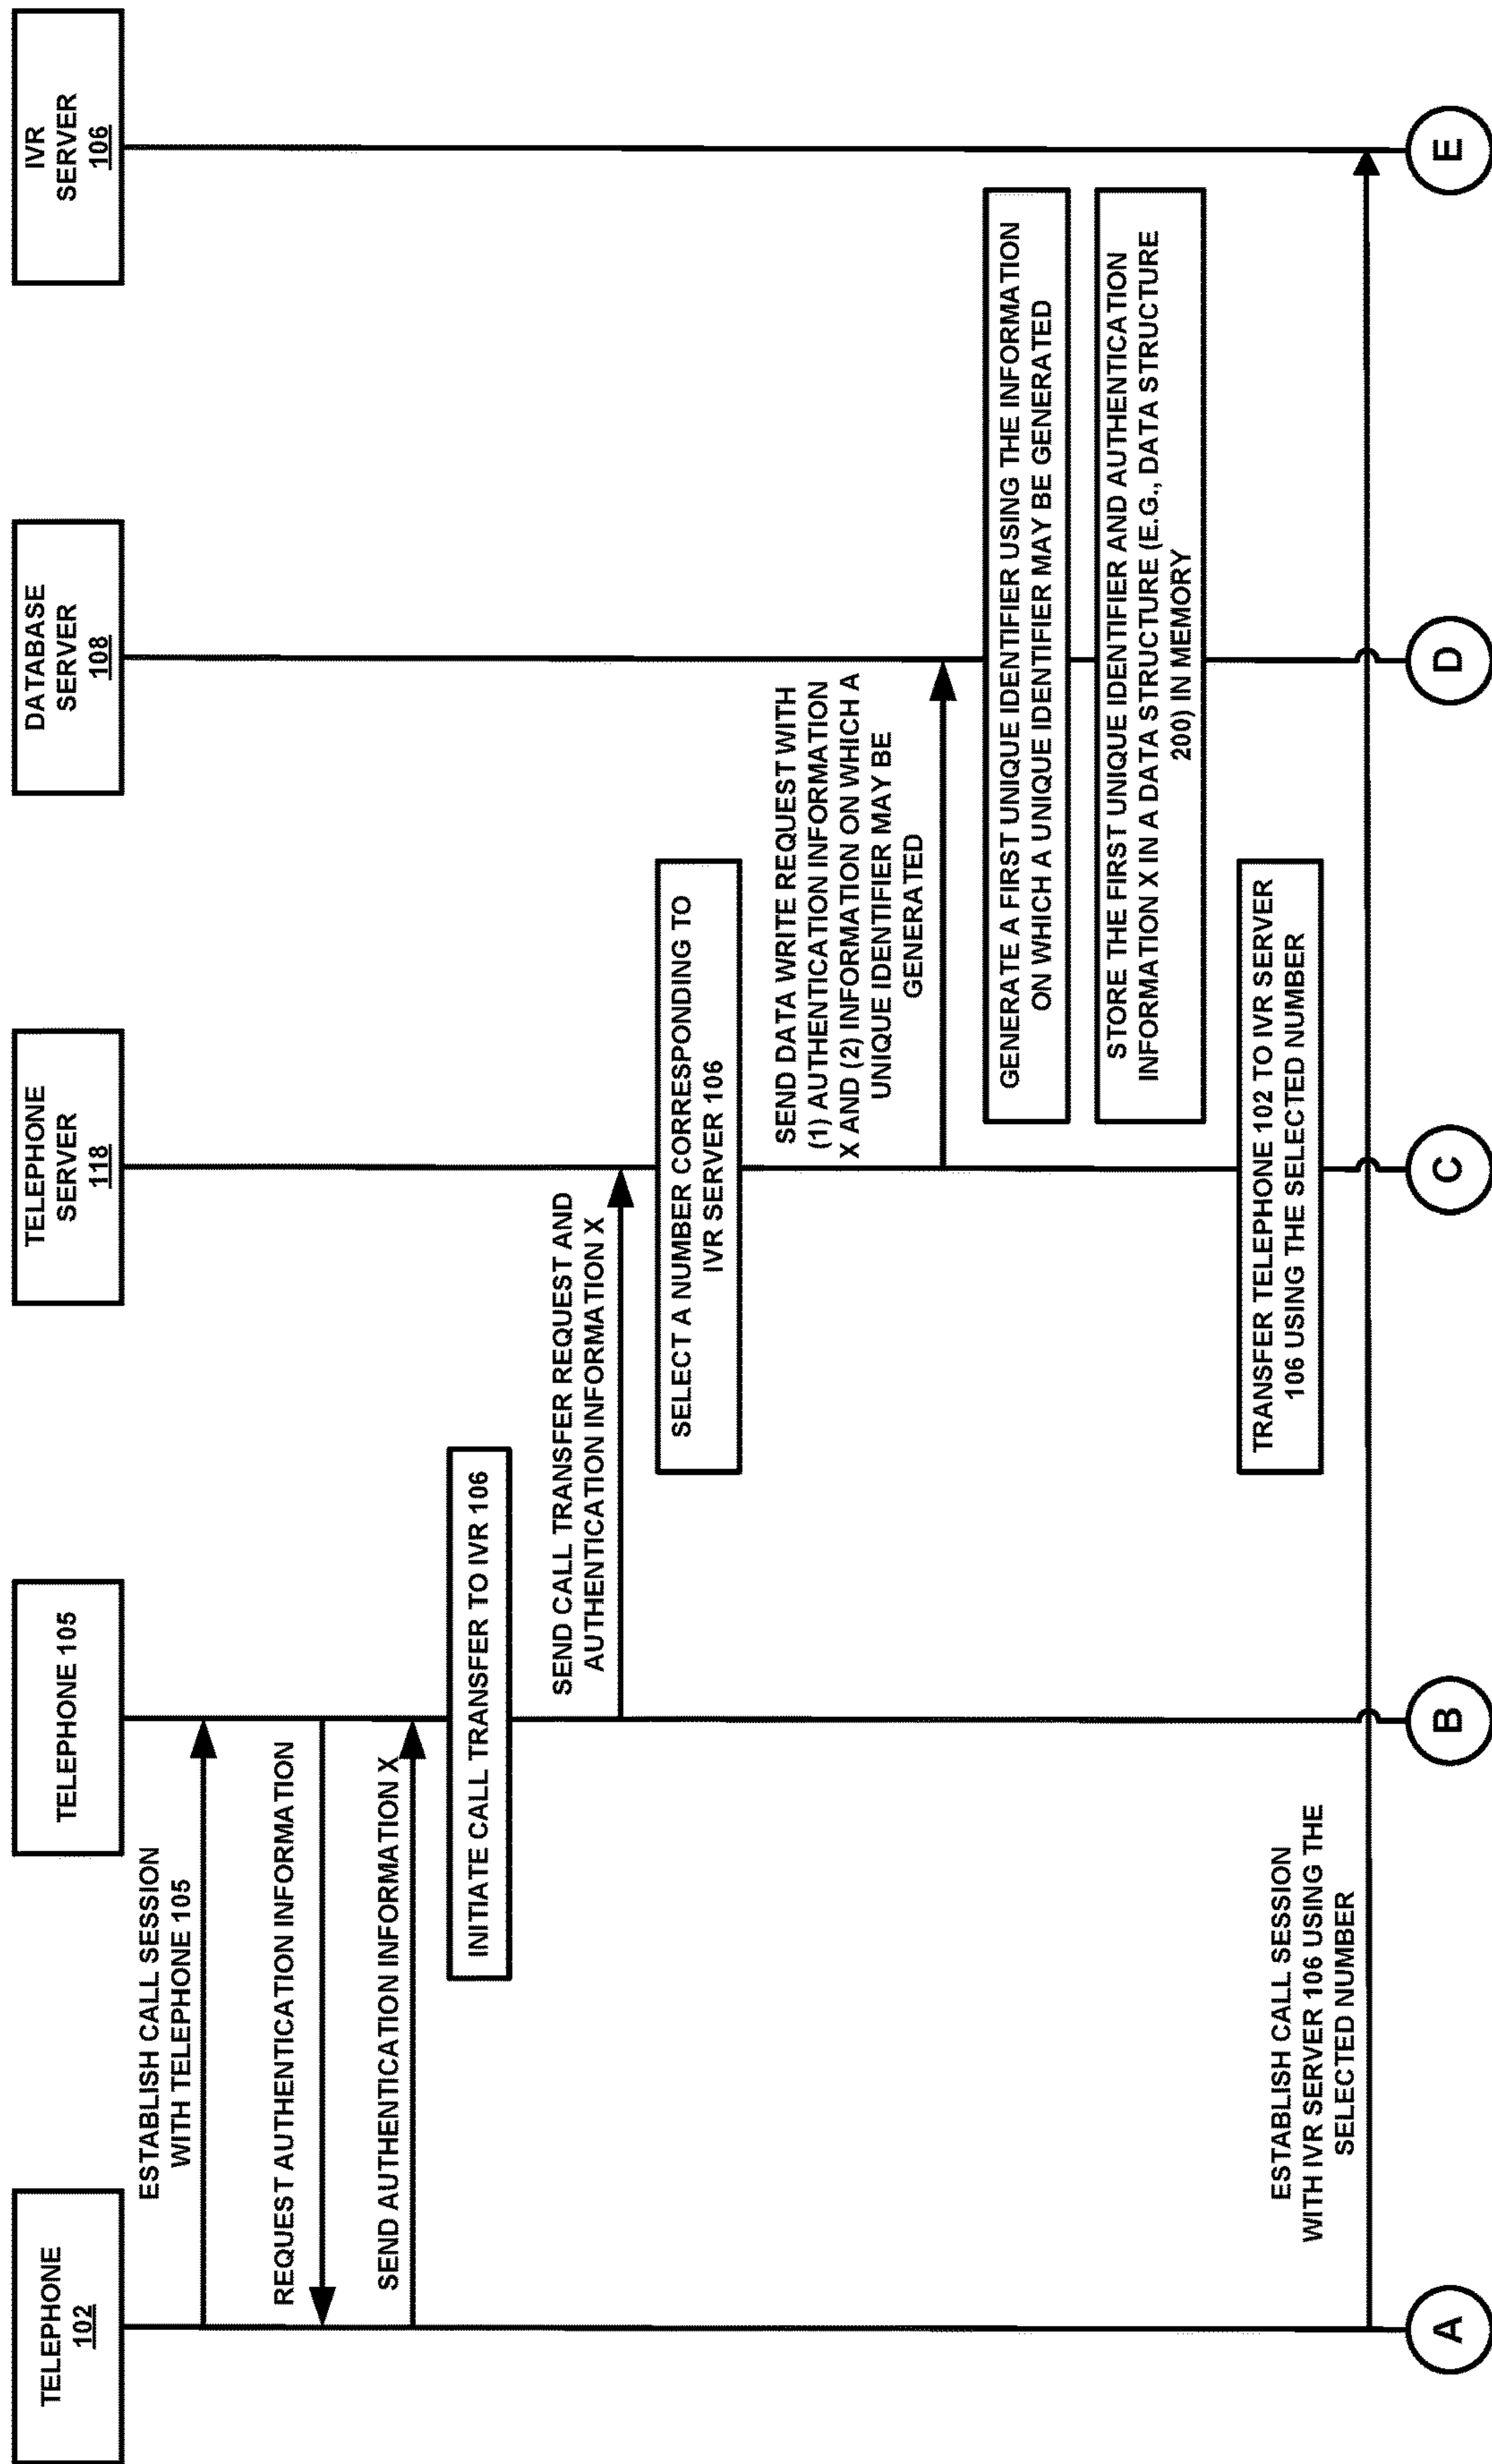 TELEPHONE
102
TELEPHONE 105
TELEPHONE
SERVER
118
DATABASE
SERVER
108
IVR
SERVER
106
ESTABLISH CALL SESSION
WITH TELEPHONE 105
REQUEST AUTHENTICATION INFORMATION
SEND AUTHENTICATION INFORMATION X
INITIATE CALL TRANSFER TO IVR 106
SEND CALL TRANSFER REQUEST AND
AUTHENTICATION INFORMATION X
SELECT A NUMBER CORRESPONDING TO
IVR SERVER 106
SEND DATA WRITE REQUEST WITH
(1) AUTHENTICATION INFORMATION
X AND (2) INFORMATION ON WHICH A
UNIQUE IDENTIFIER MAY BE
GENERATED
GENERATE A FIRST UNIQUE IDENTIFIER USING THE INFORMATION
ON WHICH A UNIQUE IDENTIFIER MAY BE GENERATED
STORE THE FIRST UNIQUE IDENTIFIER AND AUTHENTICATION
INFORMATION X IN A DATA STRUCTURE (E.G., DATA STRUCTURE
200) IN MEMORY
TRANSFER TELEPHONE 102 TO IVR SERVER
106 USING THE SELECTED NUMBER
ESTABLISH CALL SESSION
WITH IVR SERVER 106 USING THE
SELECTED NUMBER
A
B
C
D
E